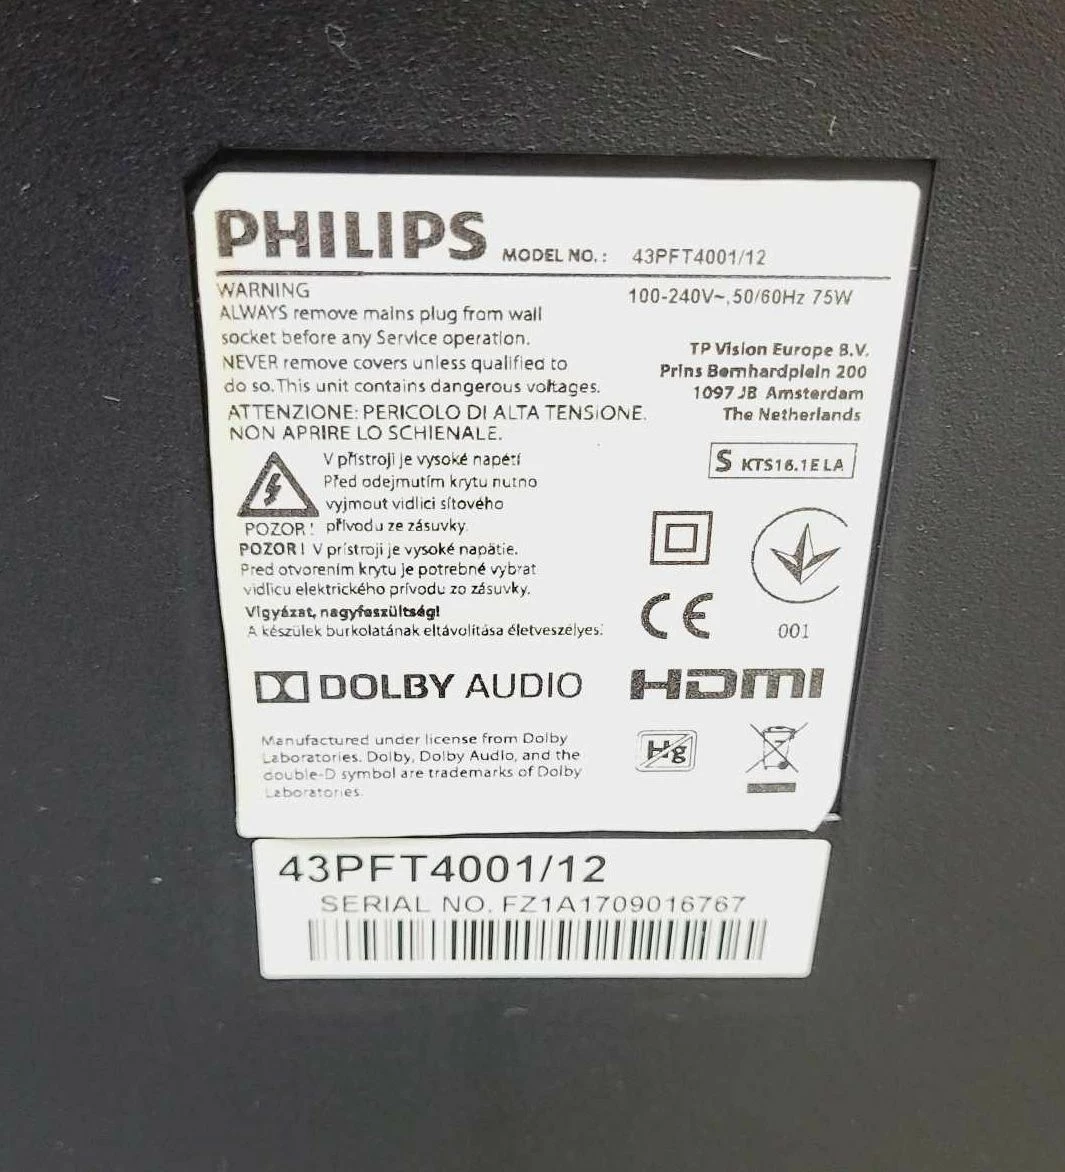 PHILIPS MODEL NO.: 43PFT4001/12
WARNING
ALWAYS remove mains plug from wall
socket before any Service operation.
NEVER remove covers unless qualified to
do so. This unit contains dangerous voltages.
ATTENZIONE: PERICOLO DI ALTA TENSIONE.
NON APRIRE LO SCHIENALE.
V přístroji je vysoké napětí
Před odejmutím krytu nutno
vyjmout vidlici síťového
POZOR! přívodu ze zásuvky.
POZOR! V prístroji je vysoké napätie.
Pred otvorením krytu je potrebné vybrat
vidlicu elektrického prívodu zo zásuvky.
Vigyázat, nagyfeszültség!
A készülek burkolatának eltávolitása életveszélyes!
100-240V~, 50/60Hz 75W
TP Vision Europe B.V.
Prins Bernhardplein 200
1097 JB Amsterdam
The Netherlands
S KTS16.1E LA
CE
001
DOLBY AUDIO
HDMI
Manufactured under license from Dolby
Laboratories. Dolby, Dolby Audio, and the
double-D symbol are trademarks of Dolby
Laboratories.
Hg
43PFT4001/12
SERIAL NO. FZ1A1709016767